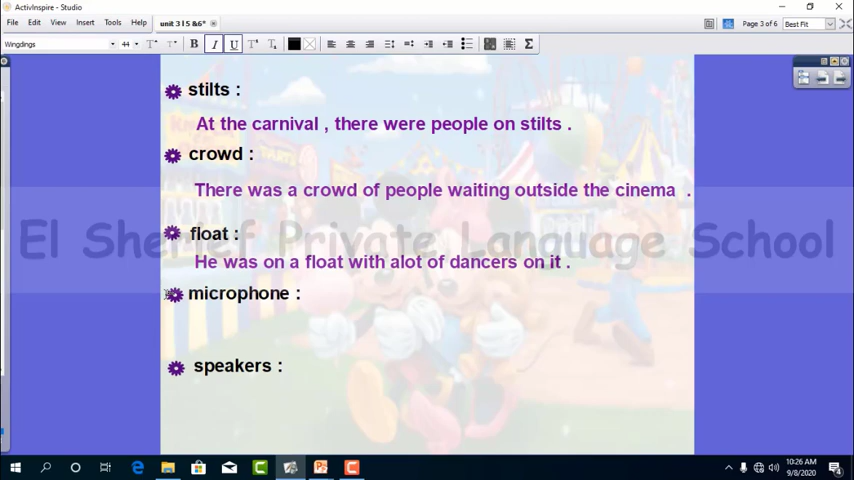 ActivInspire - Studio
File Edit View Insert Tools Help unit 3 l 5 &6* Page 3 of 6 Best Fit
Wingdings 44 B I U
stilts :
At the carnival , there were people on stilts .
crowd :
There was a crowd of people waiting outside the cinema .
El Sherief Private Language School
float :
He was on a float with alot of dancers on it .
microphone :
speakers :
10:26 AM
9/8/2020